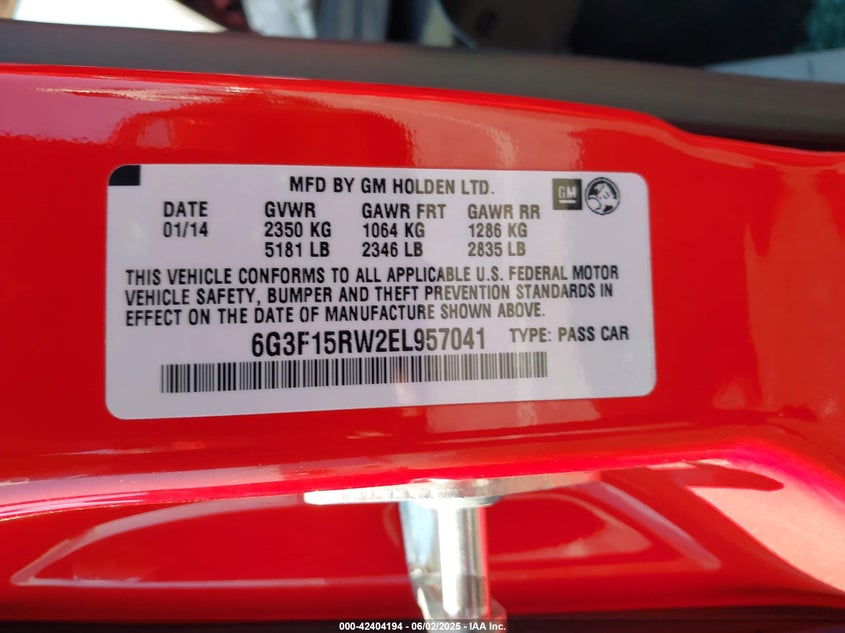 MFD BY GM HOLDEN LTD.
GM
DATE GVWR GAWR FRT GAWR RR
01/14 2350 KG 1064 KG 1286 KG
5181 LB 2346 LB 2835 LB
THIS VEHICLE CONFORMS TO ALL APPLICABLE U.S. FEDERAL MOTOR
VEHICLE SAFETY, BUMPER AND THEFT PREVENTION STANDARDS IN
EFFECT ON THE DATE OF MANUFACTURE SHOWN ABOVE.
6G3F15RW2EL957041 TYPE: PASS CAR
000-42404194 - 06/02/2025 - IAA Inc.